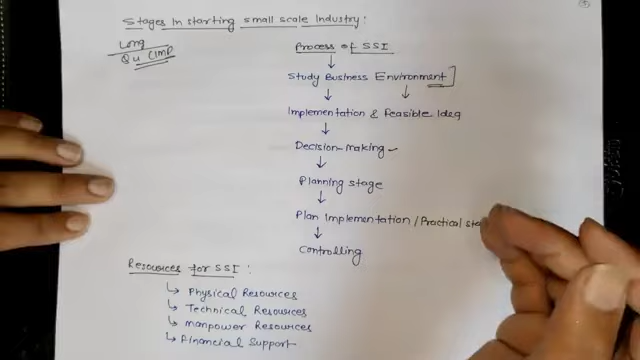 Stages in starting small scale Industry:
Long
Qu (IMP
Process of SSI
Study Business Environment
Implementation & Feasible Idea
Decision-making
Planning stage
Plan Implementation / Practical
Controlling
Resources for SSI:
Physical Resources
Technical Resources
manpower Resources
Financial Support